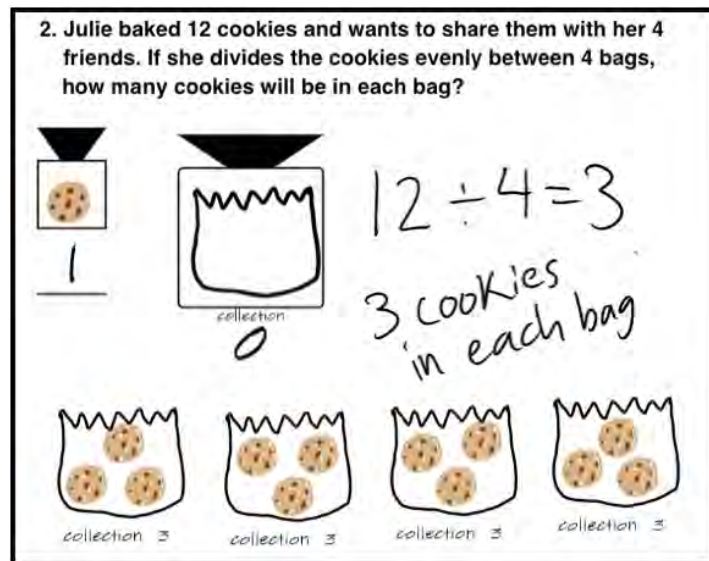 2. Julie baked 12 cookies and wants to share them with her 4
friends. If she divides the cookies evenly between 4 bags,
how many cookies will be in each bag?
1
collection
0
12 ÷ 4 = 3
3 cookies
in each bag
collection 3
collection 3
collection 3
collection 3